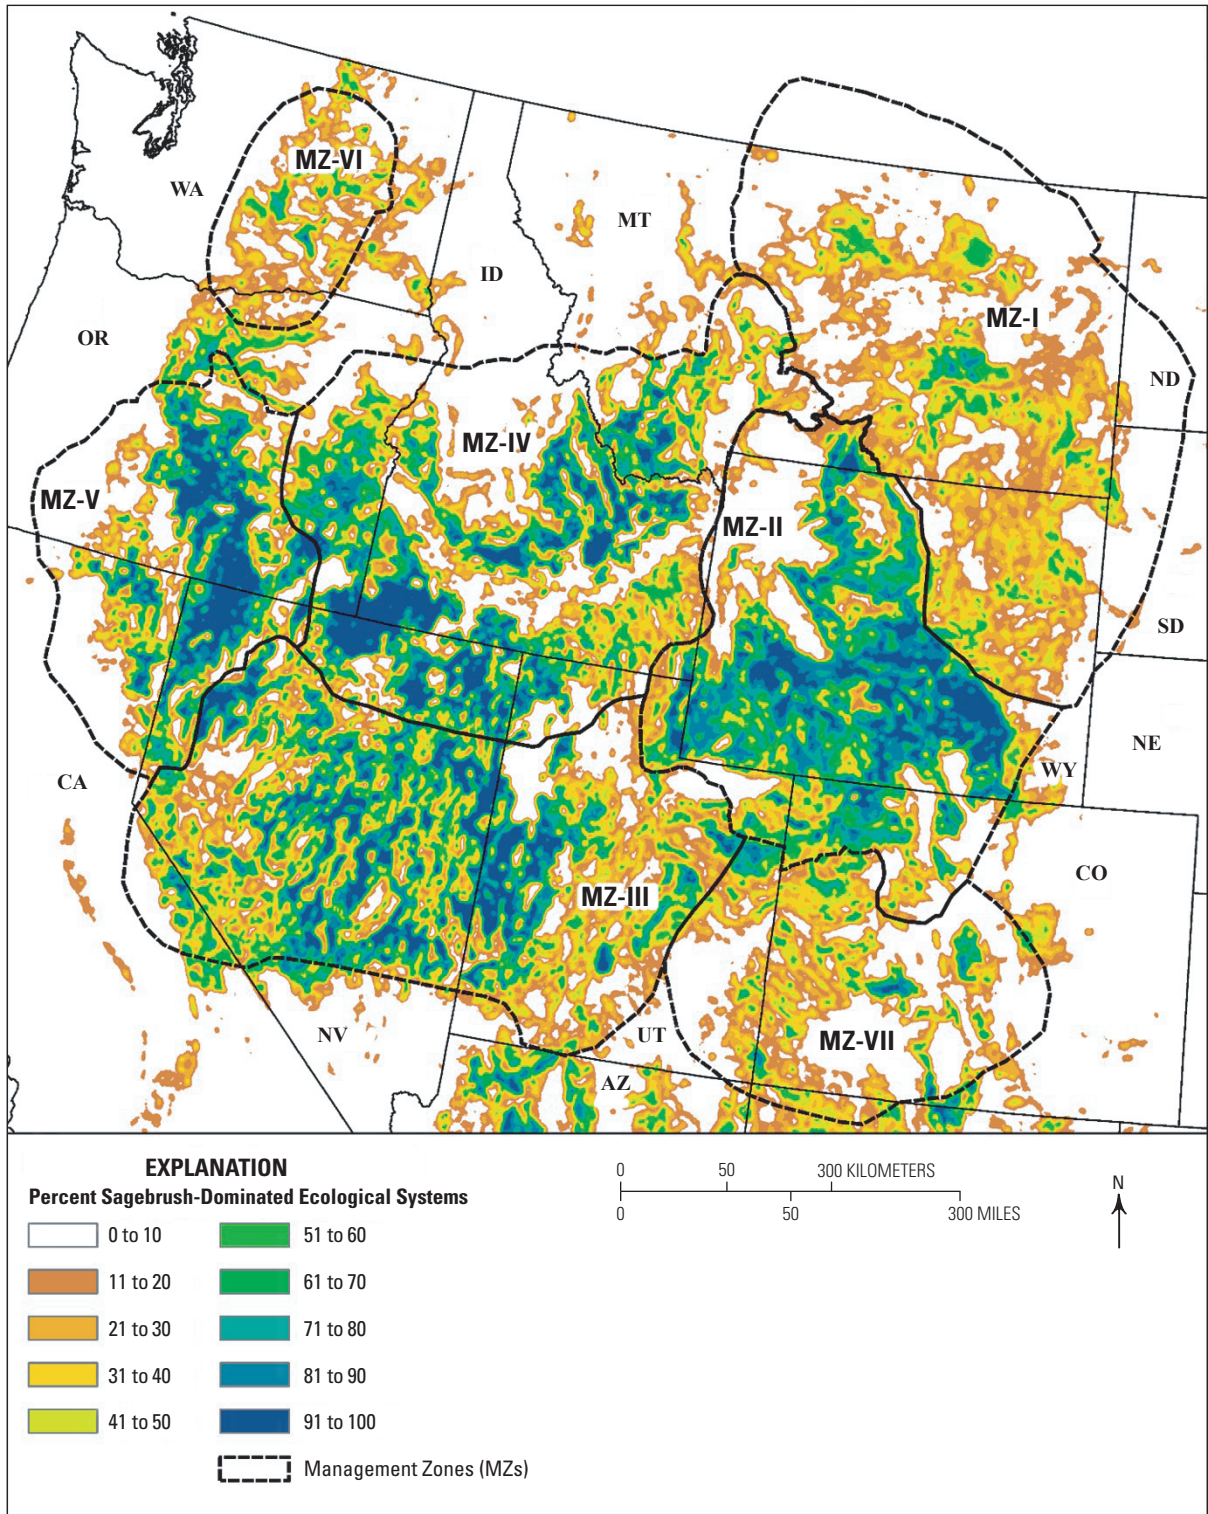 MZ-VI
WA
MT
ID
MZ-I
OR
ND
MZ-IV
MZ-V
MZ-II
SD
NE
WY
CA
CO
MZ-III
NV
UT
MZ-VII
AZ
EXPLANATION
Percent Sagebrush-Dominated Ecological Systems
0 to 10
11 to 20
21 to 30
31 to 40
41 to 50
51 to 60
61 to 70
71 to 80
81 to 90
91 to 100
Management Zones (MZs)
0 50 300 KILOMETERS
0 50 300 MILES
N